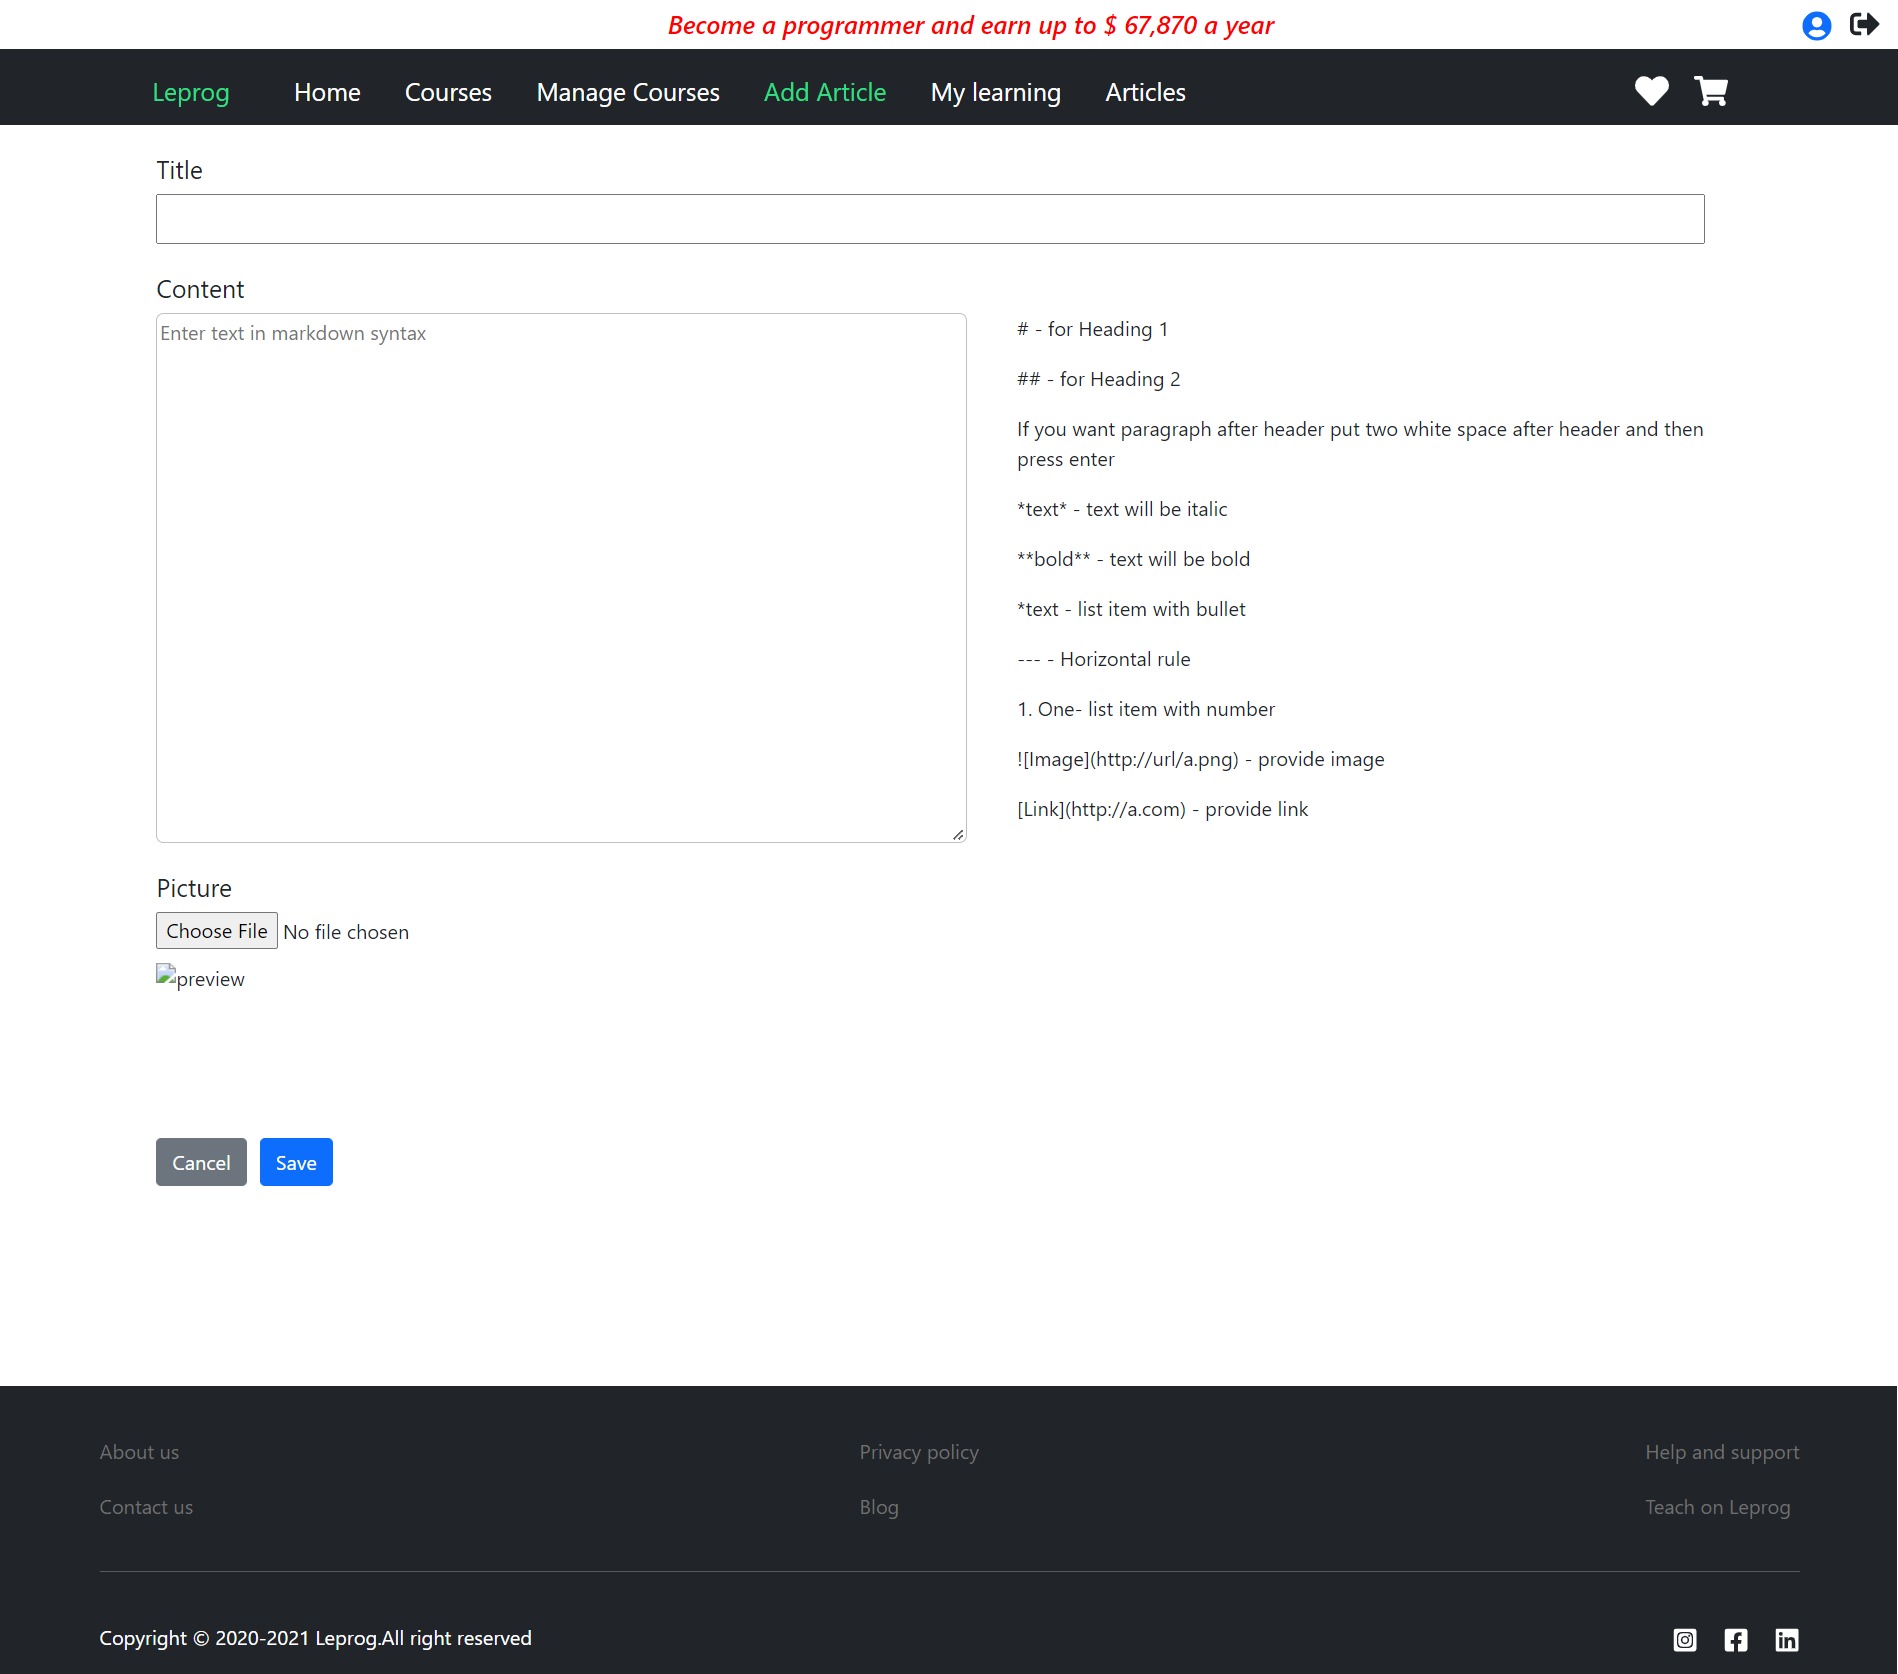 Become a programmer and earn up to $ 67,870 a year
Leprog Home Courses Manage Courses Add Article My learning Articles
Title
Content
Enter text in markdown syntax
# - for Heading 1
## - for Heading 2
If you want paragraph after header put two white space after header and then
press enter
*text* - text will be italic
**bold** - text will be bold
*text - list item with bullet
--- - Horizontal rule
1. One- list item with number
![Image](http://url/a.png) - provide image
[Link](http://a.com) - provide link
Picture
Choose File No file chosen
preview
Cancel Save
About us Privacy policy Help and support
Contact us Blog Teach on Leprog
Copyright © 2020-2021 Leprog.All right reserved